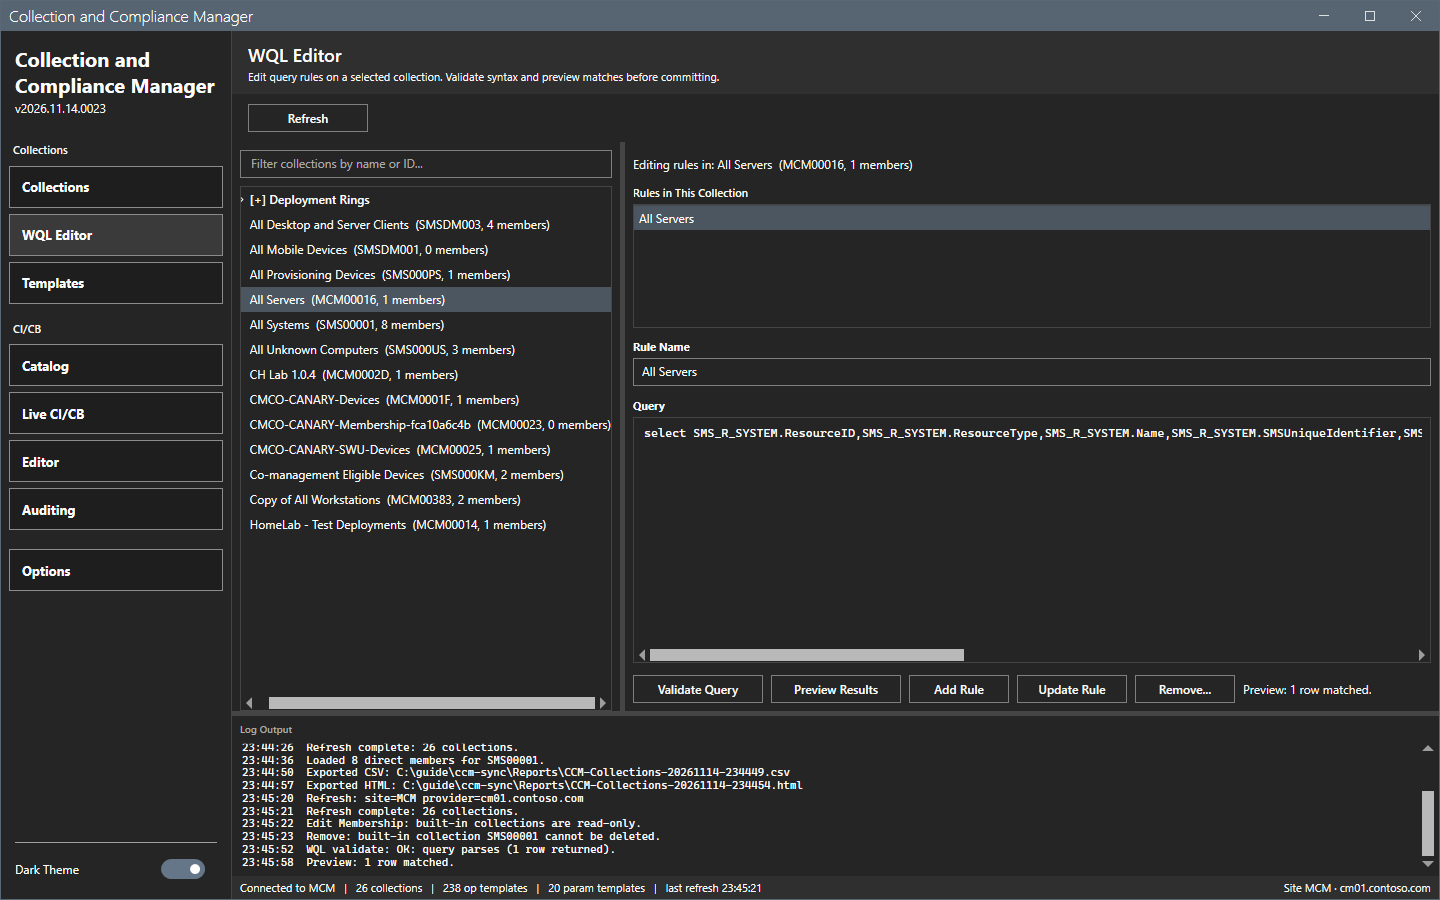 Collection and Compliance Manager
Collection and
Compliance Manager
v2026.11.14.0023
Collections
Collections
WQL Editor
Templates
CI/CB
Catalog
Live CI/CB
Editor
Auditing
Options
Dark Theme
WQL Editor
Edit query rules on a selected collection. Validate syntax and preview matches before committing.
Refresh
Filter collections by name or ID...
[+] Deployment Rings
All Desktop and Server Clients (SMSDM003, 4 members)
All Mobile Devices (SMSDM001, 0 members)
All Provisioning Devices (SMS000PS, 1 members)
All Servers (MCM00016, 1 members)
All Systems (SMS00001, 8 members)
All Unknown Computers (SMS000US, 3 members)
CH Lab 1.0.4 (MCM0002D, 1 members)
CMCO-CANARY-Devices (MCM0001F, 1 members)
CMCO-CANARY-Membership-fca10a6c4b (MCM00023, 0 members)
CMCO-CANARY-SWU-Devices (MCM00025, 1 members)
Co-management Eligible Devices (SMS000KM, 2 members)
Copy of All Workstations (MCM00383, 2 members)
HomeLab - Test Deployments (MCM00014, 1 members)
Editing rules in: All Servers (MCM00016, 1 members)
Rules in This Collection
All Servers
Rule Name
All Servers
Query
select SMS_R_SYSTEM.ResourceID,SMS_R_SYSTEM.ResourceType,SMS_R_SYSTEM.Name,SMS_R_SYSTEM.SMSUniqueIdentifier,SMS
Validate Query
Preview Results
Add Rule
Update Rule
Remove...
Preview: 1 row matched.
Log Output
23:44:26 Refresh complete: 26 collections.
23:44:36 Loaded 8 direct members for SMS00001.
23:44:50 Exported CSV: C:\guide\ccm-sync\Reports\CCM-Collections-20261114-234449.csv
23:44:57 Exported HTML: C:\guide\ccm-sync\Reports\CCM-Collections-20261114-234454.html
23:45:20 Refresh: site=MCM provider=cm01.contoso.com
23:45:21 Refresh complete: 26 collections.
23:45:22 Edit Membership: built-in collections are read-only.
23:45:23 Remove: built-in collection SMS00001 cannot be deleted.
23:45:52 WQL validate: OK: query parses (1 row returned).
23:45:58 Preview: 1 row matched.
Connected to MCM | 26 collections | 238 op templates | 20 param templates | last refresh 23:45:21
Site MCM · cm01.contoso.com